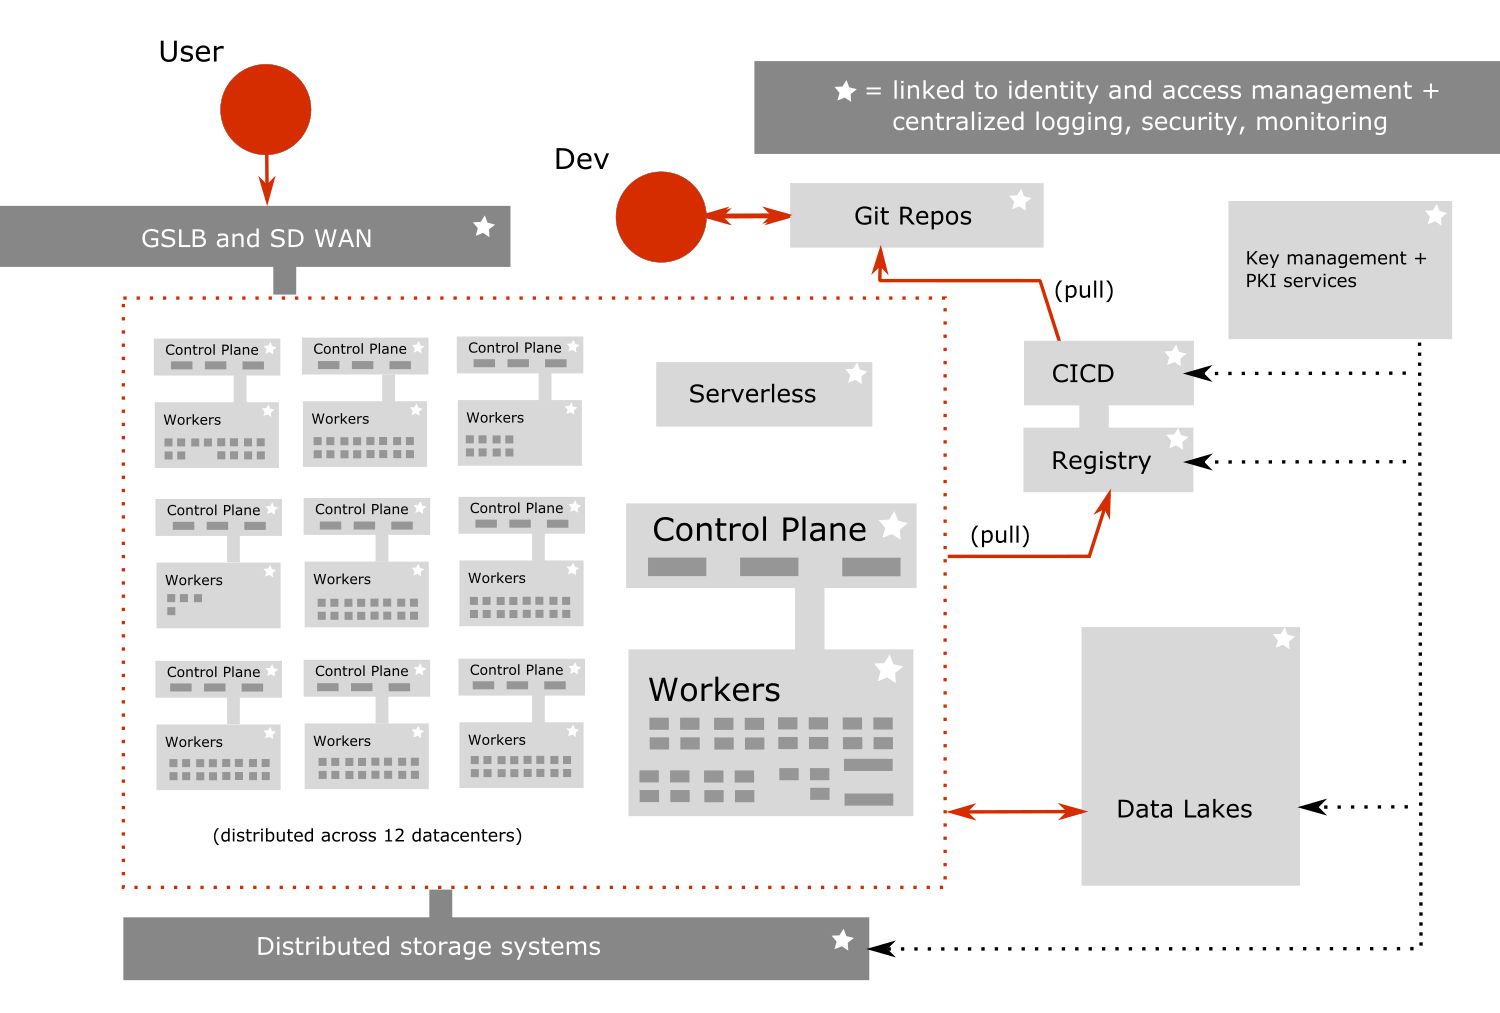 User
★ = linked to identity and access management +
centralized logging, security, monitoring
Dev
GSLB and SD WAN
Git Repos
Key management +
PKI services
(pull)
Control Plane
Control Plane
Control Plane
Workers
Workers
Workers
Serverless
CICD
Registry
Control Plane
Control Plane
Control Plane
Workers
Workers
Workers
Control Plane
(pull)
Control Plane
Control Plane
Control Plane
Workers
Workers
Workers
Workers
(distributed across 12 datacenters)
Data Lakes
Distributed storage systems